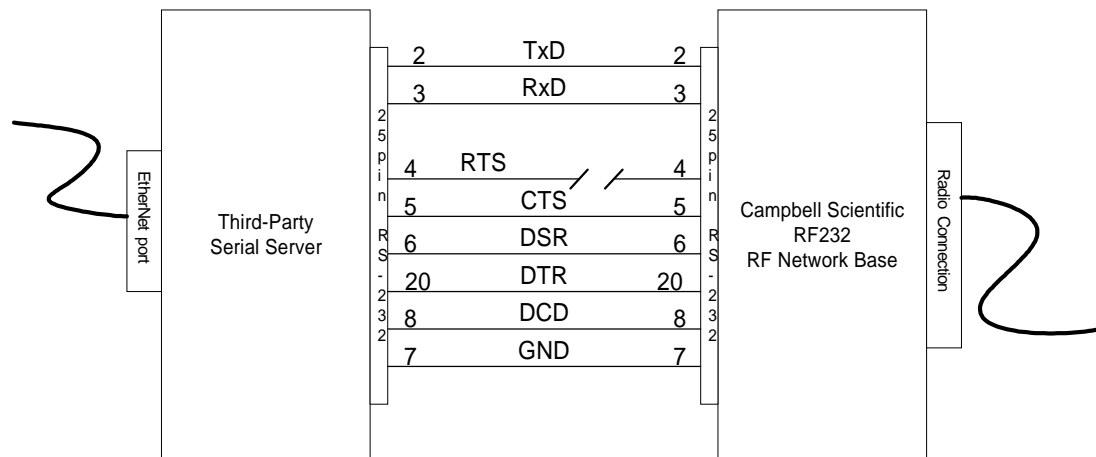 2 TxD 2
3 RxD 3
4 RTS 4
5 CTS 5
6 DSR 6
20 DTR 20
8 DCD 8
7 GND 7
EtherNet port
Third-Party
Serial Server
25pin RS-232
25pin RS-232
Campbell Scientific
RF232
RF Network Base
Radio Connection